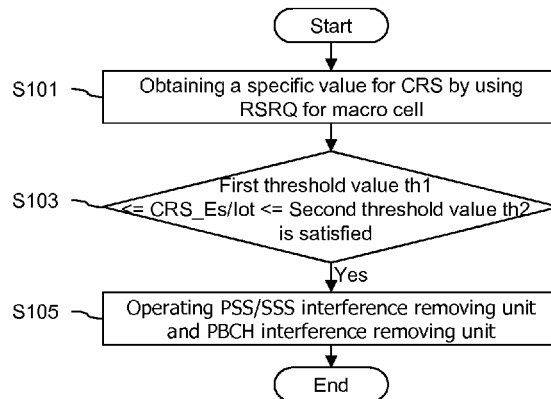 Start
S101
Obtaining a specific value for CRS by using
RSRQ for macro cell
S103
First threshold value th1
<= CRS_Es/Iot <= Second threshold value th2
is satisfied
Yes
S105
Operating PSS/SSS interference removing unit
and PBCH interference removing unit
End